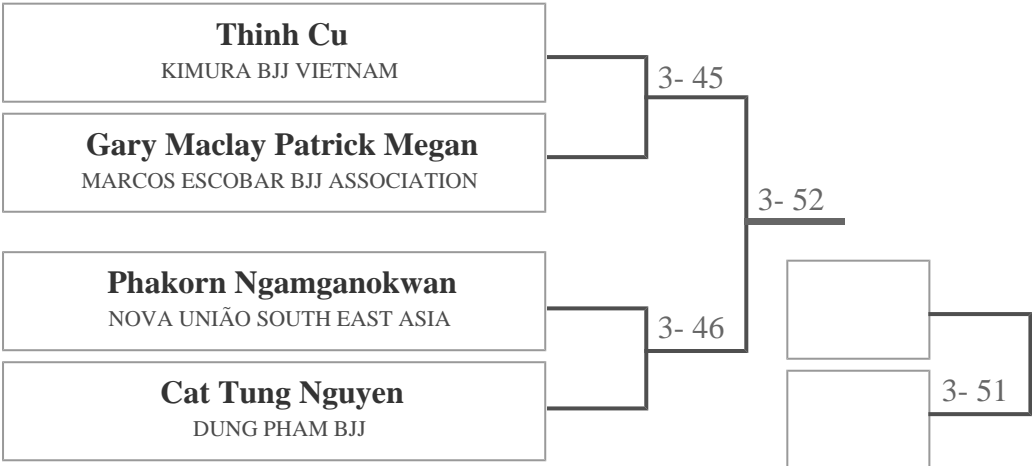 Thinh Cu
KIMURA BJJ VIETNAM
3- 45
Gary Maclay Patrick Megan
MARCOS ESCOBAR BJJ ASSOCIATION
3- 52
Phakorn Ngamganokwan
NOVA UNIÃO SOUTH EAST ASIA
3- 46
Cat Tung Nguyen
DUNG PHAM BJJ
3- 51